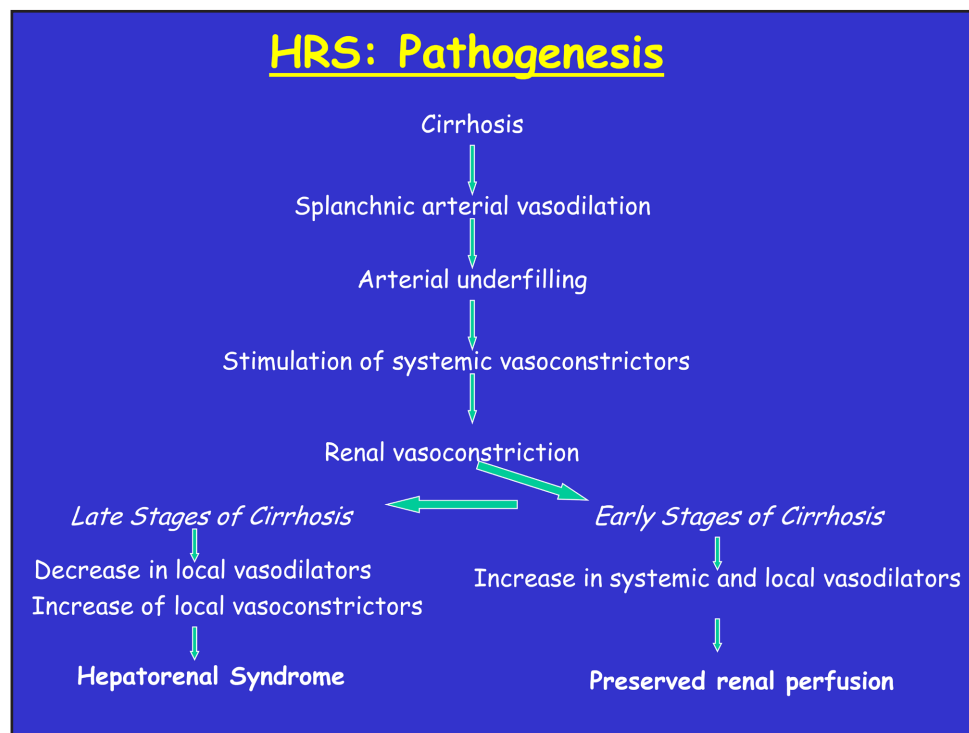 HRS: Pathogenesis
Cirrhosis
Splanchnic arterial vasodilation
Arterial underfilling
Stimulation of systemic vasoconstrictors
Renal vasoconstriction
Late Stages of Cirrhosis
Decrease in local vasodilators
Increase of local vasoconstrictors
Hepatorenal Syndrome
Early Stages of Cirrhosis
Increase in systemic and local vasodilators
Preserved renal perfusion